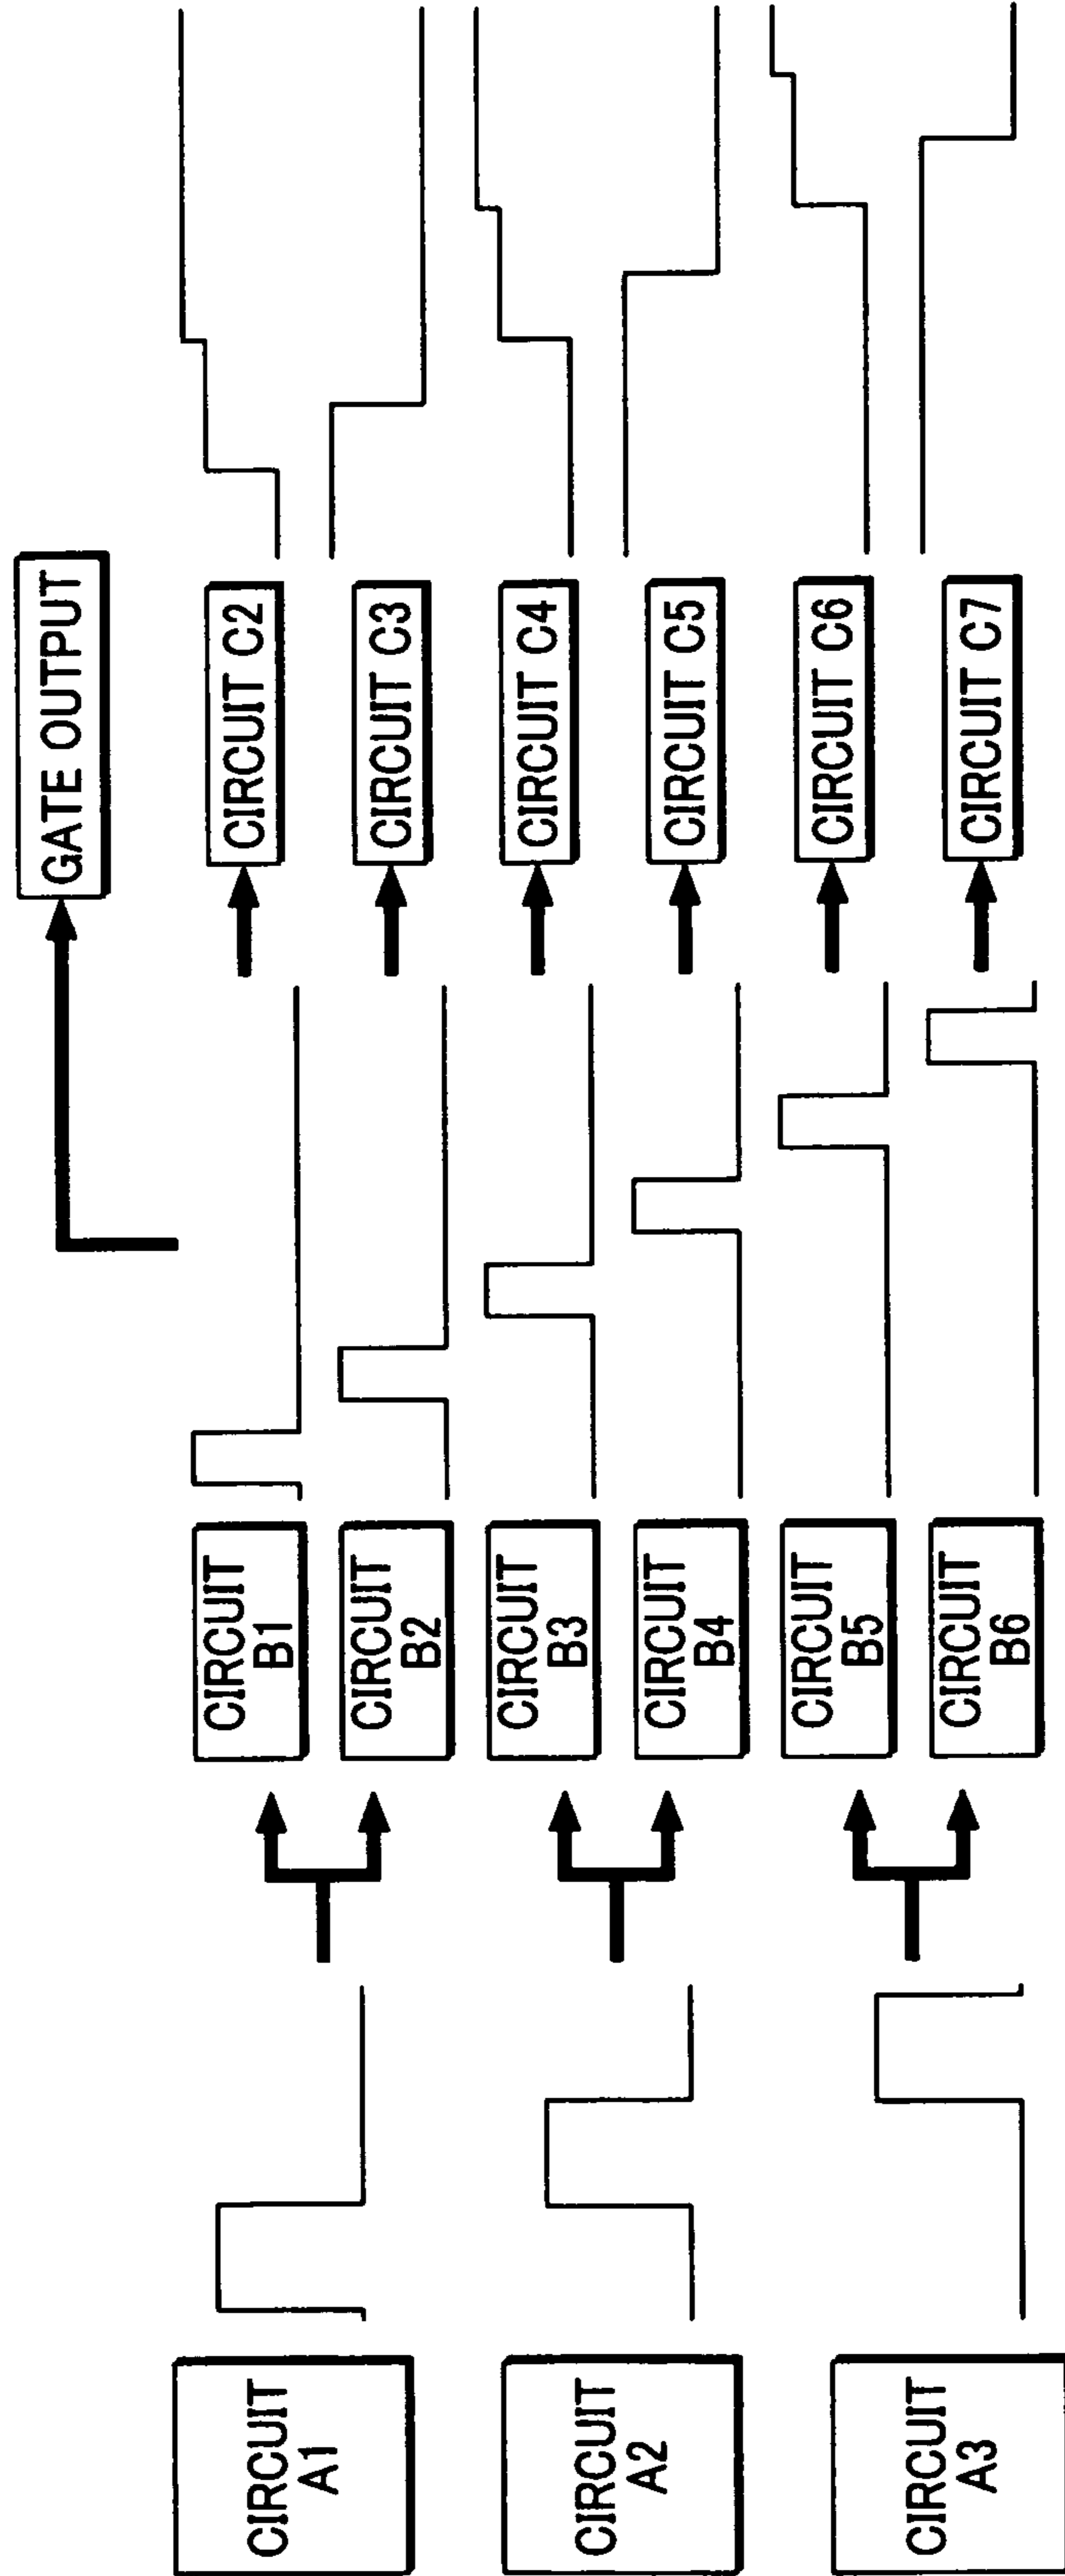 GATE OUTPUT
CIRCUIT
A1
CIRCUIT
A2
CIRCUIT
A3
CIRCUIT
B1
CIRCUIT
B2
CIRCUIT
B3
CIRCUIT
B4
CIRCUIT
B5
CIRCUIT
B6
CIRCUIT C2
CIRCUIT C3
CIRCUIT C4
CIRCUIT C5
CIRCUIT C6
CIRCUIT C7